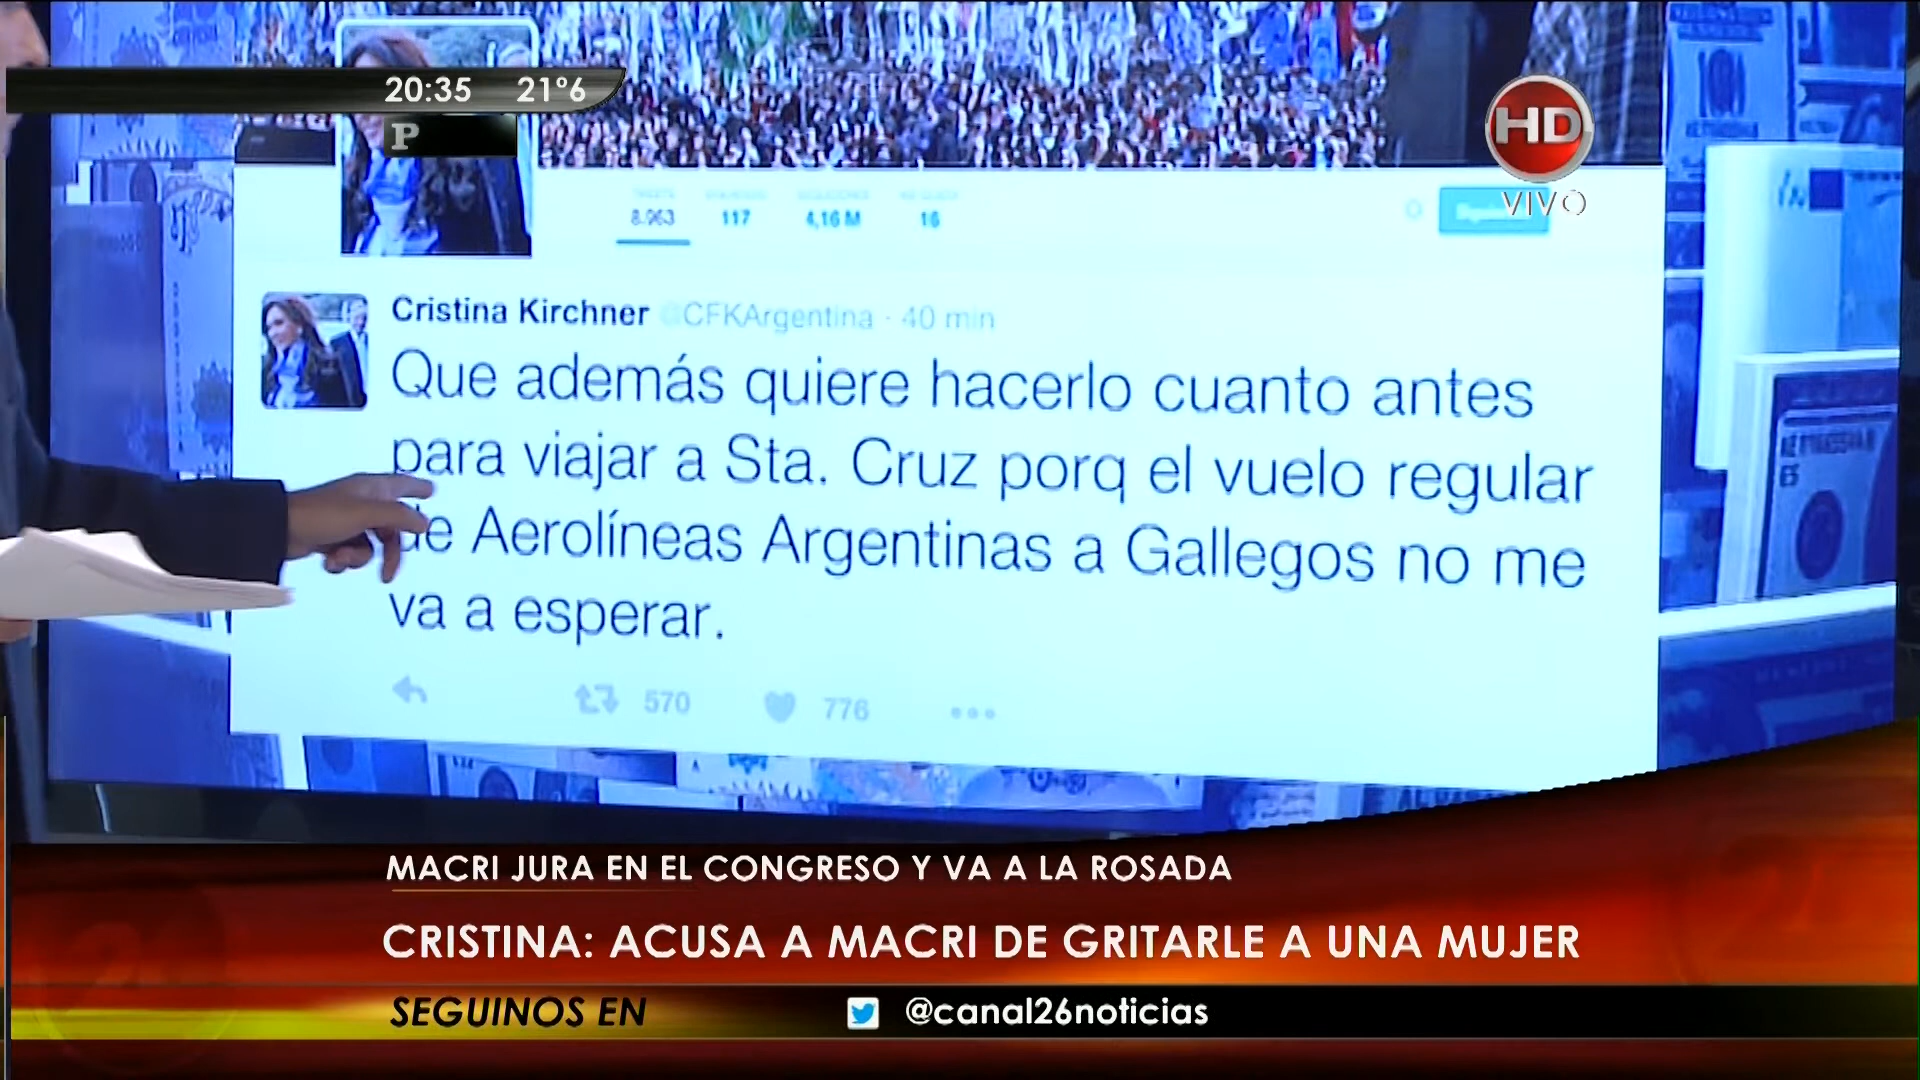 20:35 21º6
P
HD
VIVO
8.963 117 4,16 M 16
Cristina Kirchner @CFKArgentina · 40 min
Que además quiere hacerlo cuanto antes
para viajar a Sta. Cruz porq el vuelo regular
de Aerolíneas Argentinas a Gallegos no me
va a esperar.
570 776
MACRI JURA EN EL CONGRESO Y VA A LA ROSADA
CRISTINA: ACUSA A MACRI DE GRITARLE A UNA MUJER
SEGUINOS EN @canal26noticias